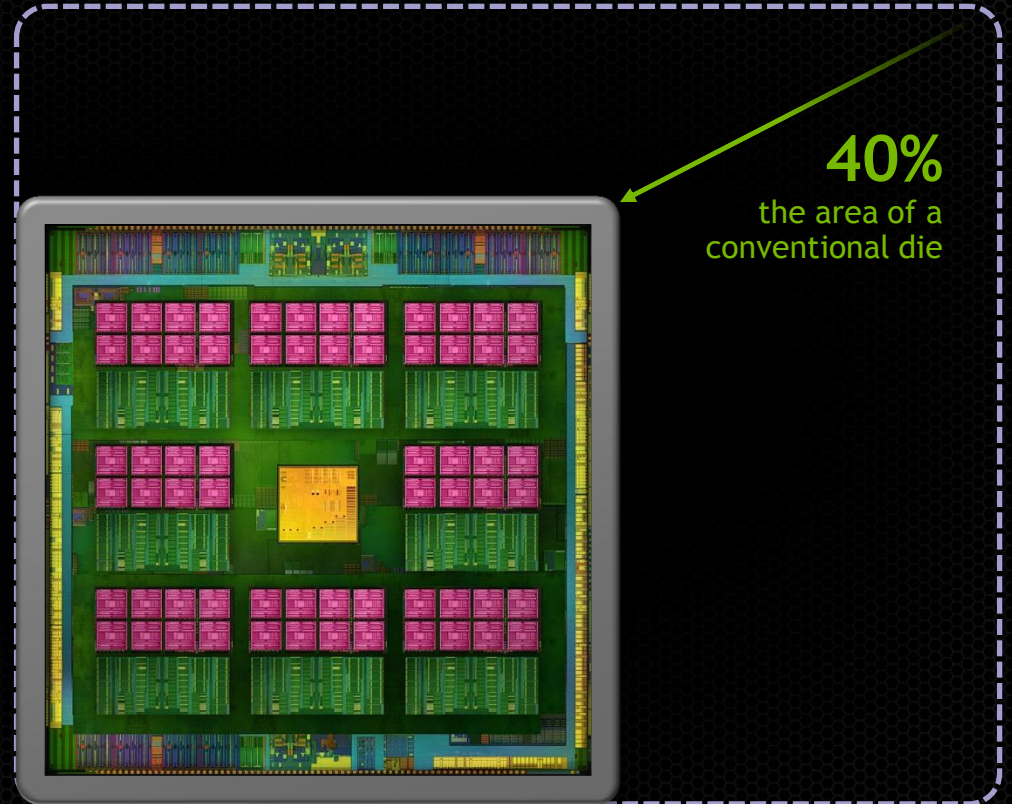 40%
the area of a
conventional die